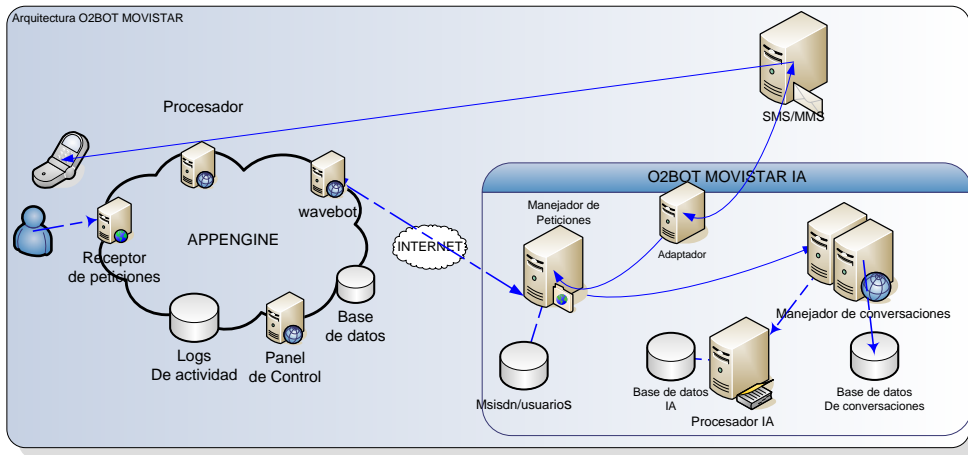 Arquitectura O2BOT MOVISTAR
SMS/MMS
Procesador
wavebot
Receptor
de peticiones
APPENGINE
Logs
De actividad
Panel
de Control
Base
de datos
INTERNET
O2BOT MOVISTAR IA
Manejador de
Peticiones
Adaptador
Manejador de conversaciones
Msisdn/usuarioS
Base de datos
IA
Procesador IA
Base de datos
De conversaciones